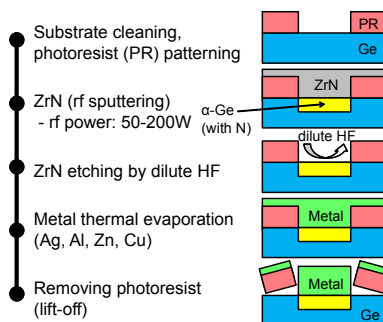 Substrate cleaning,
photoresist (PR) patterning
PR
Ge
ZrN (rf sputtering)
- rf power: 50-200W
ZrN
α-Ge
(with N)
dilute HF
ZrN etching by dilute HF
Metal thermal evaporation
(Ag, Al, Zn, Cu)
Metal
Removing photoresist
(lift-off)
Metal
Ge